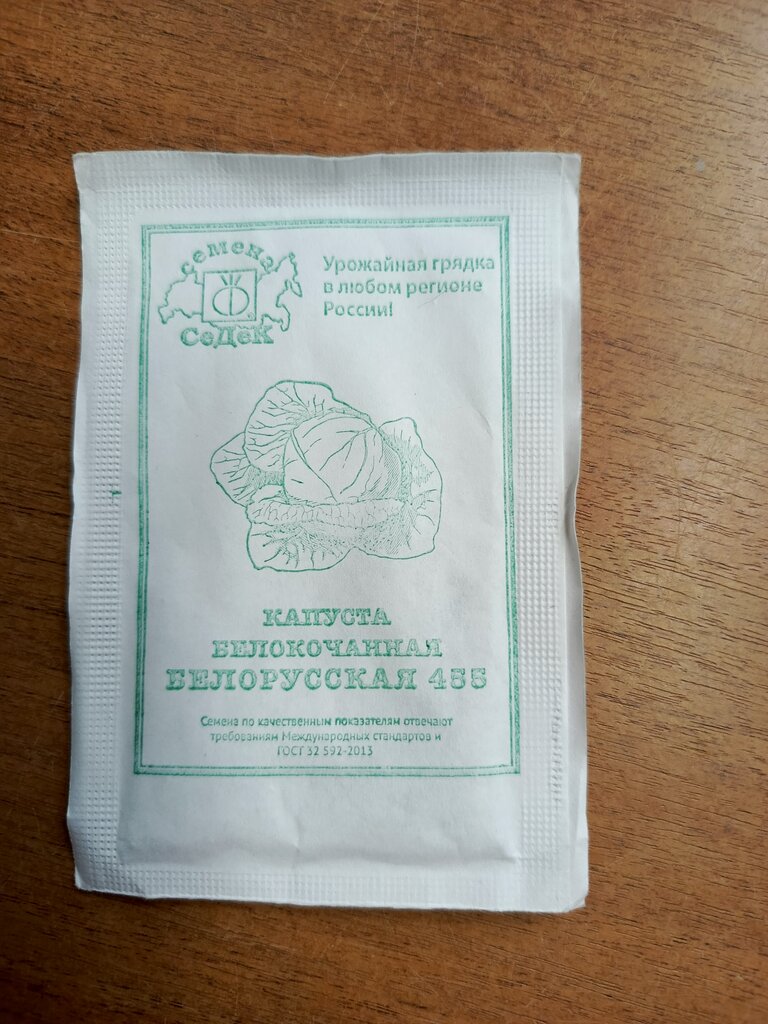 семена
СеДеК
Урожайная грядка
в любом регионе
России!
КАПУСТА
БЕЛОКОЧАННАЯ
БЕЛОРУССКАЯ 455
Семена по качественным показателям отвечают
требованиям Международных стандартов и
ГОСТ 32 592-2013